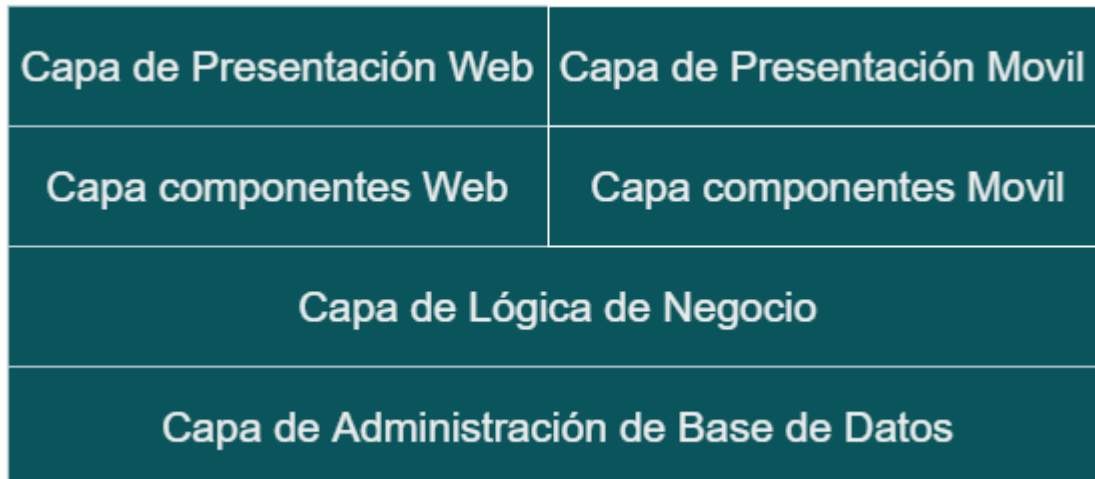 Capa de Presentación Web
Capa de Presentación Movil
Capa componentes Web
Capa componentes Movil
Capa de Lógica de Negocio
Capa de Administración de Base de Datos